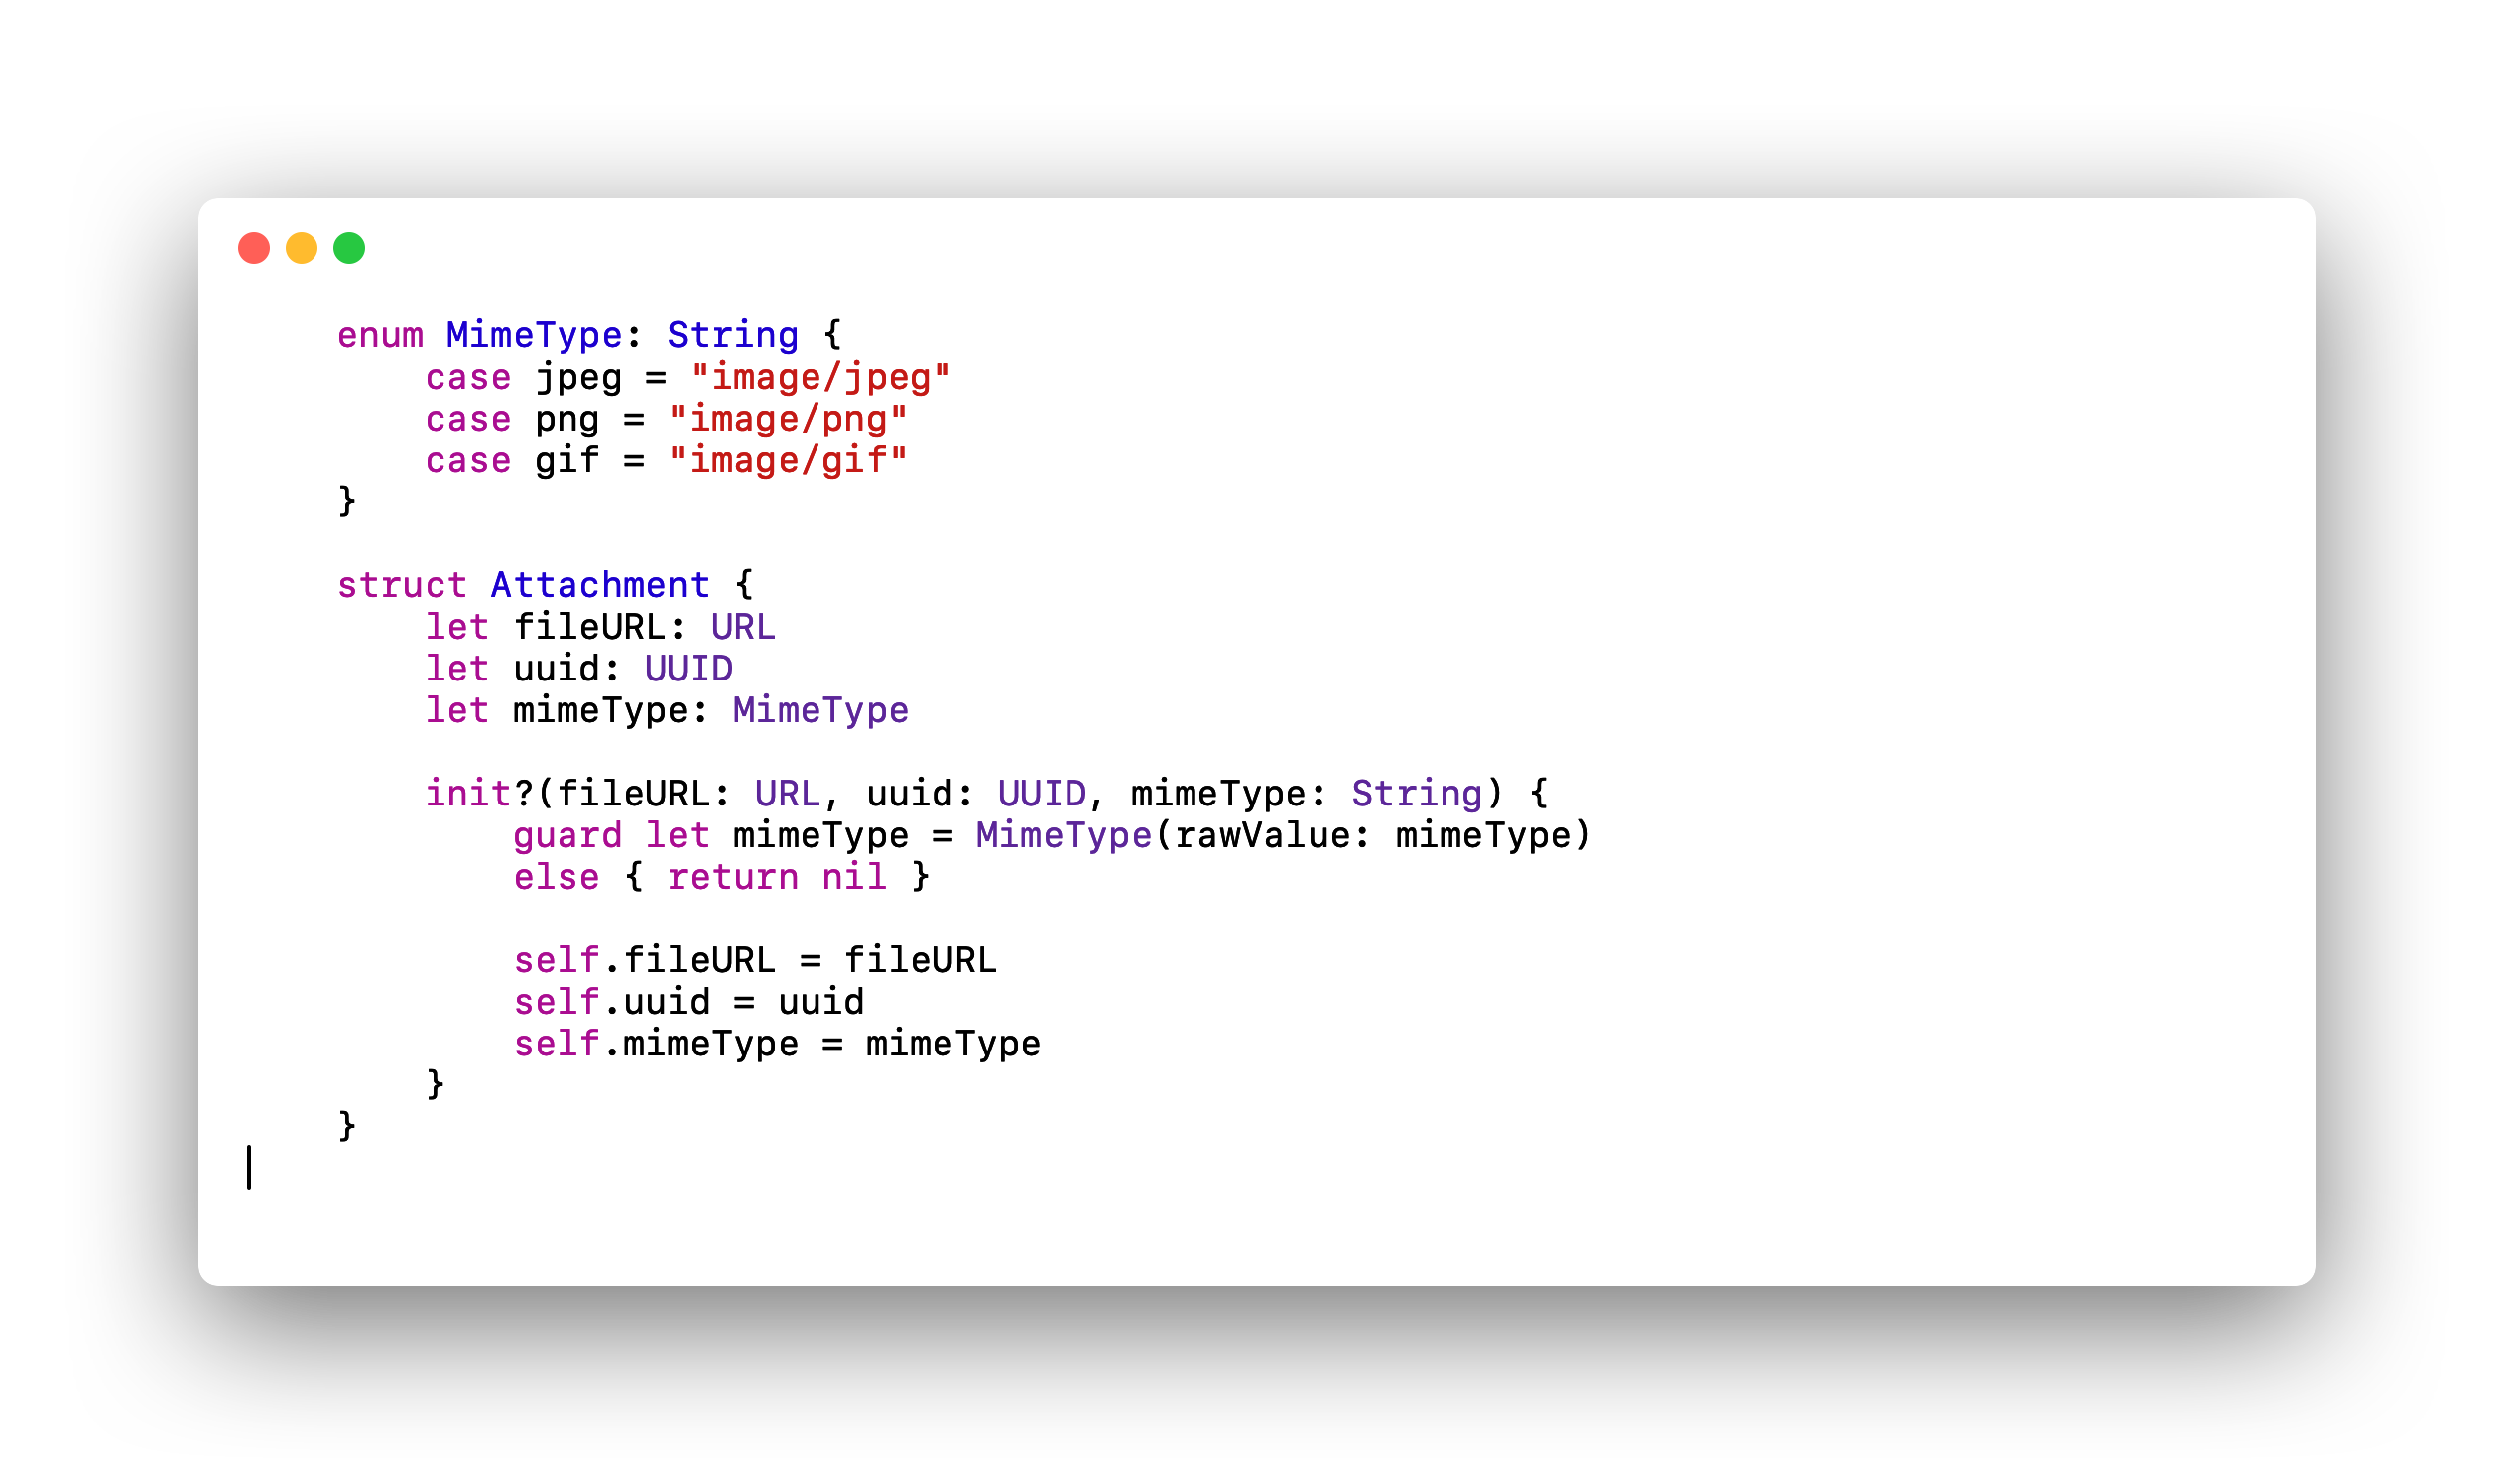 enum MimeType: String {
    case jpeg = "image/jpeg"
    case png = "image/png"
    case gif = "image/gif"
}

struct Attachment {
    let fileURL: URL
    let uuid: UUID
    let mimeType: MimeType

    init?(fileURL: URL, uuid: UUID, mimeType: String) {
        guard let mimeType = MimeType(rawValue: mimeType)
        else { return nil }

        self.fileURL = fileURL
        self.uuid = uuid
        self.mimeType = mimeType
    }
}